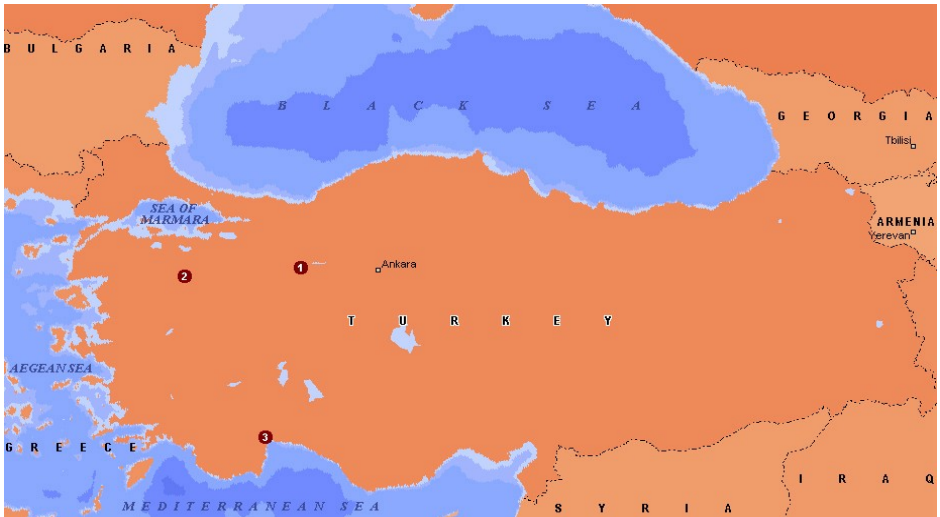 BULGARIA
BLACK SEA
GEORGIA
Tbilisi
SEA OF
MARMARA
ARMENIA
Yerevan
1
Ankara
2
TURKEY
AEGEAN SEA
3
GREECE
IRAQ
MEDITERRANEAN SEA
SYRIA